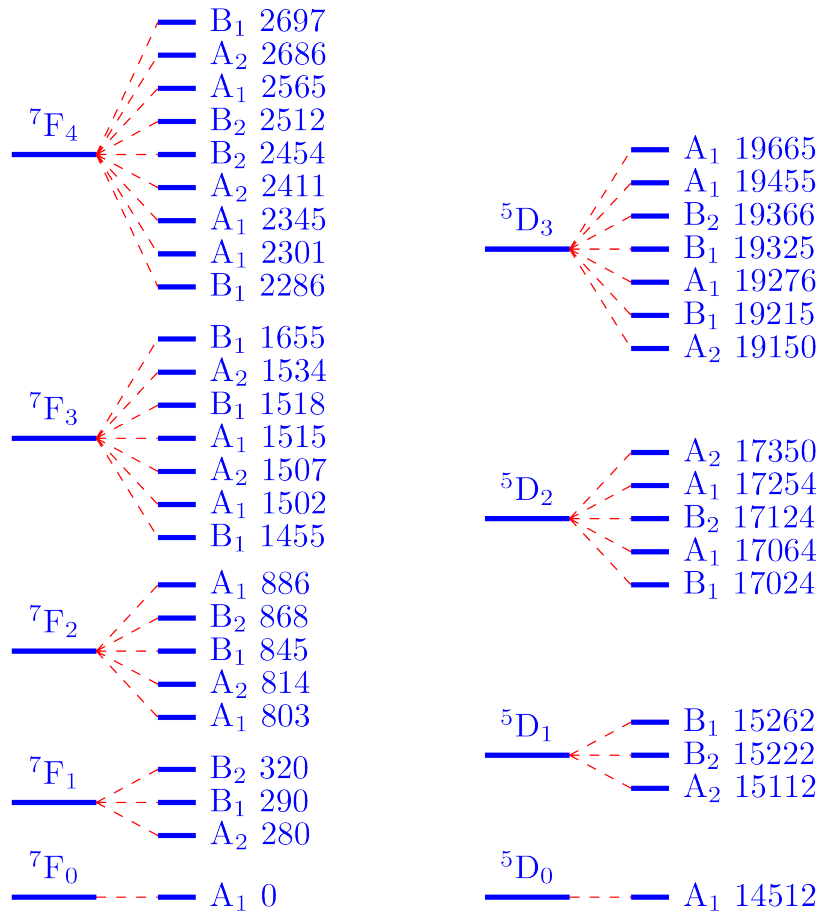 B₁ 2697
A₂ 2686
A₁ 2565
B₂ 2512
⁷F₄
B₂ 2454
A₂ 2411
A₁ 2345
A₁ 2301
B₁ 2286
B₁ 1655
A₂ 1534
⁷F₃
B₁ 1518
A₁ 1515
A₂ 1507
A₁ 1502
B₁ 1455
A₁ 886
B₂ 868
⁷F₂
B₁ 845
A₂ 814
A₁ 803
⁷F₁
B₂ 320
B₁ 290
A₂ 280
⁷F₀
A₁ 0
A₁ 19665
A₁ 19455
⁵D₃
B₂ 19366
B₁ 19325
A₁ 19276
B₁ 19215
A₂ 19150
A₂ 17350
A₁ 17254
⁵D₂
B₂ 17124
A₁ 17064
B₁ 17024
⁵D₁
B₁ 15262
B₂ 15222
A₂ 15112
⁵D₀
A₁ 14512